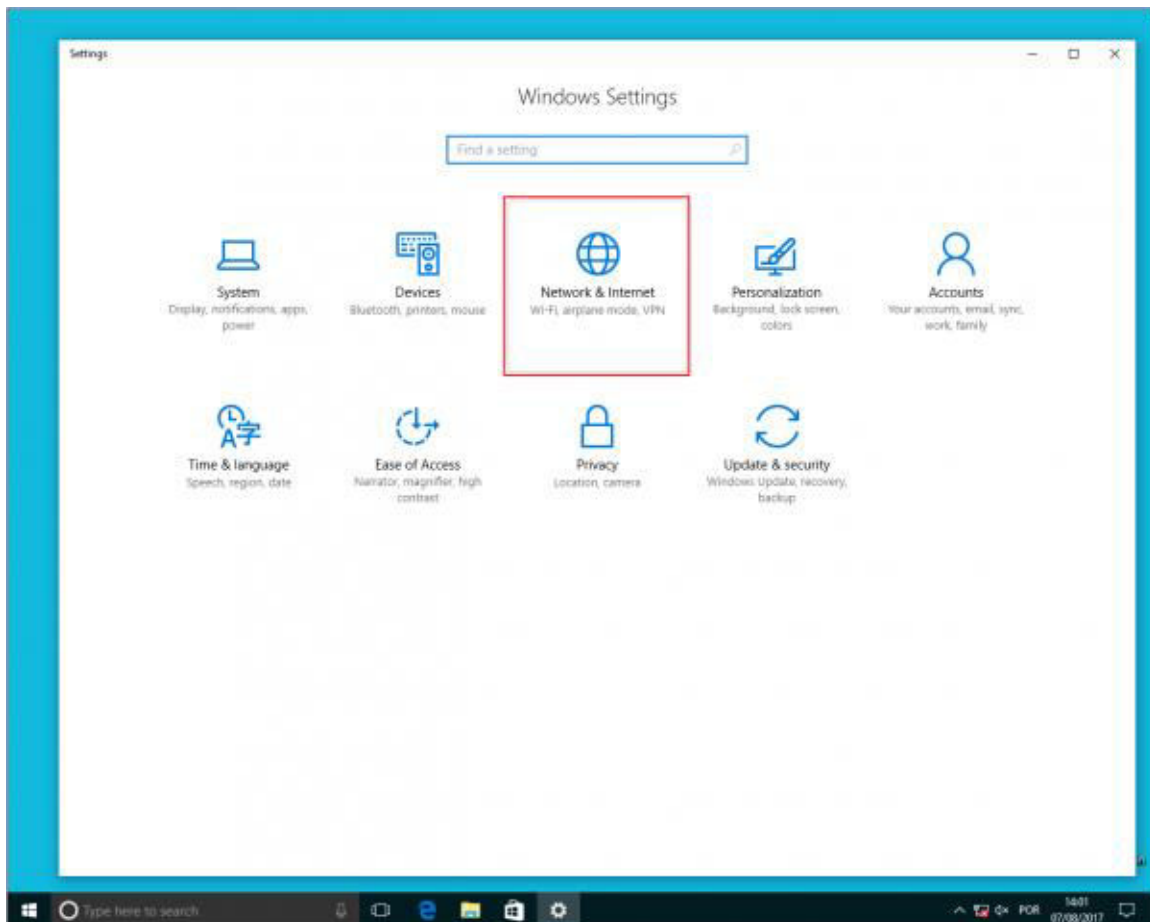 Settings
Windows Settings
Find a setting
System
Display, notifications, apps,
power
Devices
Bluetooth, printers, mouse
Network & Internet
Wi-Fi, airplane mode, VPN
Personalization
Background, lock screen,
colors
Accounts
Your accounts, email, sync,
work, family
Time & language
Speech, region, date
Ease of Access
Narrator, magnifier, high
contrast
Privacy
Location, camera
Update & security
Windows Update, recovery,
backup
Type here to search
POR
14:01
07/08/2017